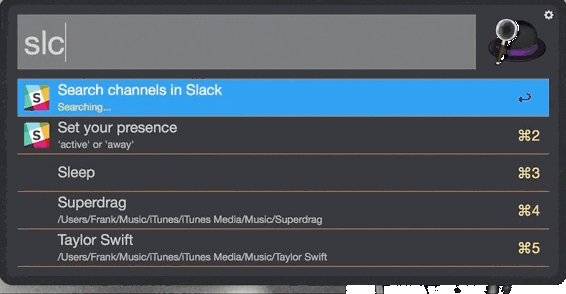 slc
Search channels in Slack
Searching...
Set your presence
⌘2
'active' or 'away'
Sleep
⌘3
Superdrag
⌘4
/Users/Frank/Music/iTunes/iTunes Media/Music/Superdrag
Taylor Swift
⌘5
/Users/Frank/Music/iTunes/iTunes Media/Music/Taylor Swift